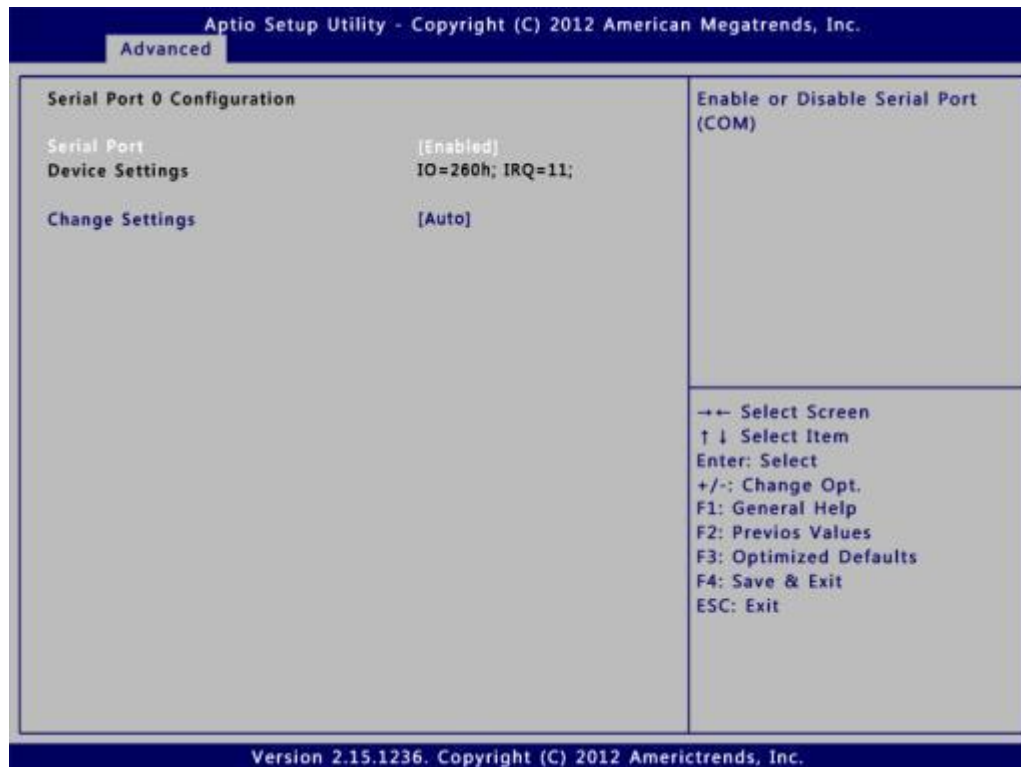 Aptio Setup Utility - Copyright (C) 2012 American Megatrends, Inc.
Advanced
Serial Port 0 Configuration
Serial Port [Enabled]
Device Settings IO=260h; IRQ=11;
Change Settings [Auto]
Enable or Disable Serial Port
(COM)
→← Select Screen
↑↓ Select Item
Enter: Select
+/-: Change Opt.
F1: General Help
F2: Previos Values
F3: Optimized Defaults
F4: Save & Exit
ESC: Exit
Version 2.15.1236. Copyright (C) 2012 Americtrends, Inc.